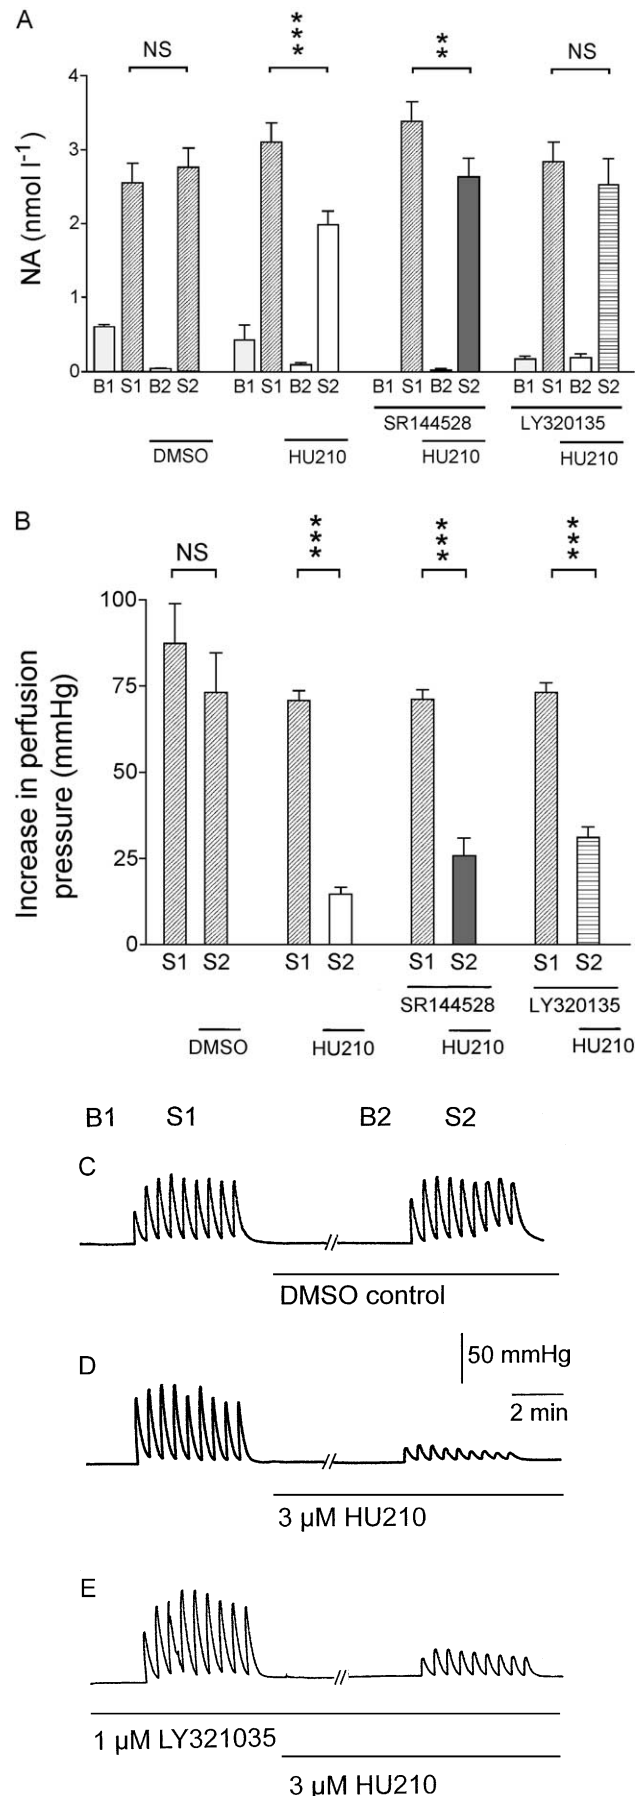 A
NS *** ** NS
4
3
2
1
0
NA (nmol l⁻¹)
B1 S1 B2 S2 B1 S1 B2 S2 B1 S1 B2 S2 B1 S1 B2 S2
SR144528 LY320135
DMSO HU210 HU210 HU210
B
NS *** *** ***
100
75
50
25
0
Increase in perfusion
pressure (mmHg)
S1 S2 S1 S2 S1 S2 S1 S2
SR144528 LY320135
DMSO HU210 HU210 HU210
B1 S1 B2 S2
C
DMSO control
D
50 mmHg
2 min
3 µM HU210
E
1 µM LY321035
3 µM HU210